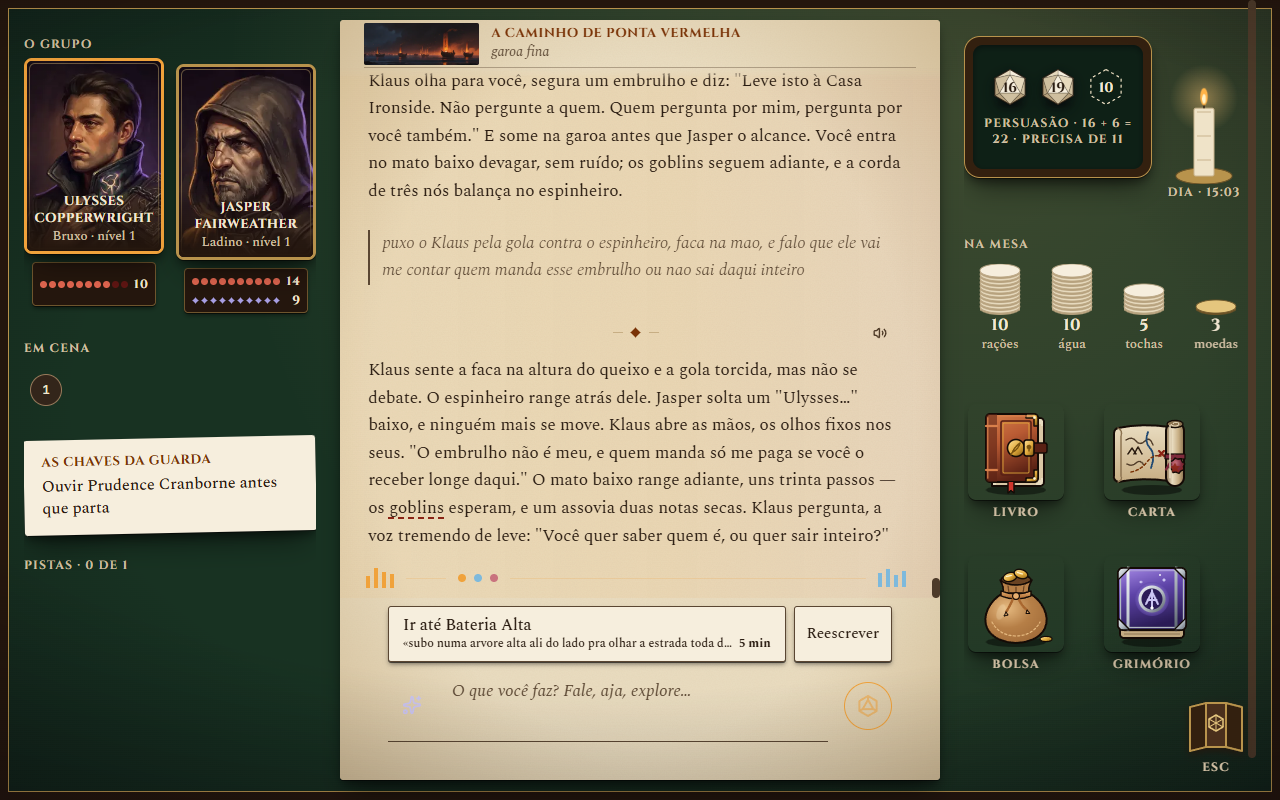 O GRUPO
ULYSSES
COPPERWRIGHT
Bruxo · nível 1
10
JASPER
FAIRWEATHER
Ladino · nível 1
14
9
EM CENA
1
AS CHAVES DA GUARDA
Ouvir Prudence Cranborne antes
que parta
PISTAS · 0 DE 1
A CAMINHO DE PONTA VERMELHA
garoa fina
Klaus olha para você, segura um embrulho e diz: "Leve isto à Casa
Ironside. Não pergunte a quem. Quem pergunta por mim, pergunta por
você também." E some na garoa antes que Jasper o alcance. Você entra
no mato baixo devagar, sem ruído; os goblins seguem adiante, e a corda
de três nós balança no espinheiro.
puxo o Klaus pela gola contra o espinheiro, faca na mao, e falo que ele vai
me contar quem manda esse embrulho ou nao sai daqui inteiro
Klaus sente a faca na altura do queixo e a gola torcida, mas não se
debate. O espinheiro range atrás dele. Jasper solta um "Ulysses…"
baixo, e ninguém mais se move. Klaus abre as mãos, os olhos fixos nos
seus. "O embrulho não é meu, e quem manda só me paga se você o
receber longe daqui." O mato baixo range adiante, uns trinta passos —
os goblins esperam, e um assovia duas notas secas. Klaus pergunta, a
voz tremendo de leve: "Você quer saber quem é, ou quer sair inteiro?"
Ir até Bateria Alta
«subo numa arvore alta ali do lado pra olhar a estrada toda d… 5 min
Reescrever
O que você faz? Fale, aja, explore…
16
19
10
PERSUASÃO · 16 + 6 =
22 · PRECISA DE 11
DIA · 15:03
NA MESA
10
rações
10
água
5
tochas
3
moedas
LIVRO
CARTA
BOLSA
GRIMÓRIO
ESC